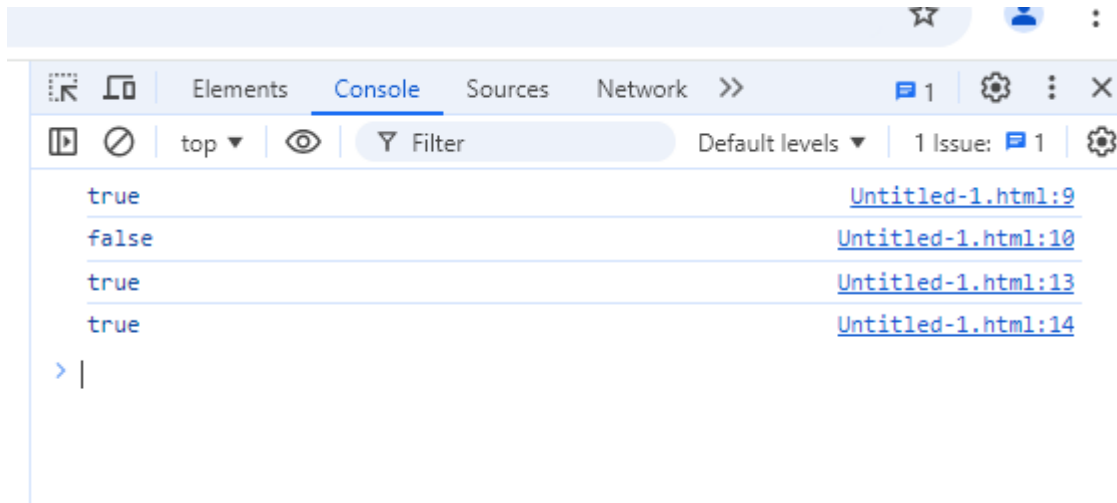 Elements Console Sources Network 1
top Filter Default levels 1 Issue: 1
true Untitled-1.html:9
false Untitled-1.html:10
true Untitled-1.html:13
true Untitled-1.html:14